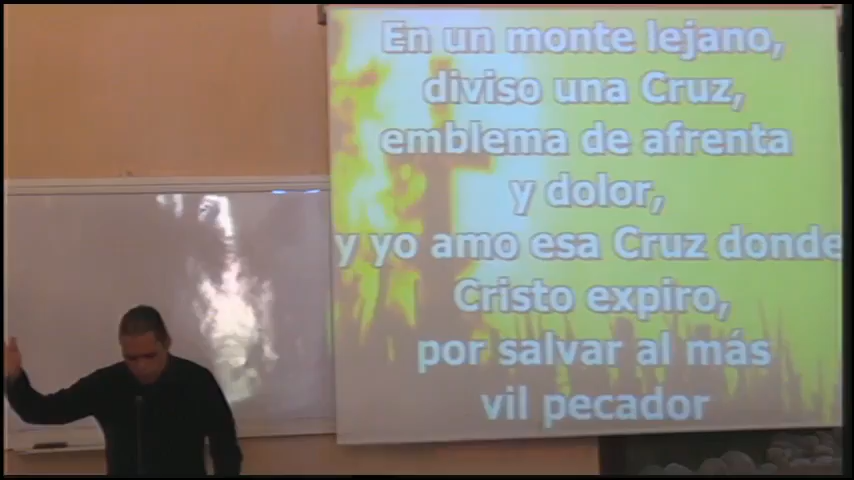 En un monte lejano,
diviso una Cruz,
emblema de afrenta
y dolor,
y yo amo esa Cruz donde
Cristo expiro,
por salvar al más
vil pecador